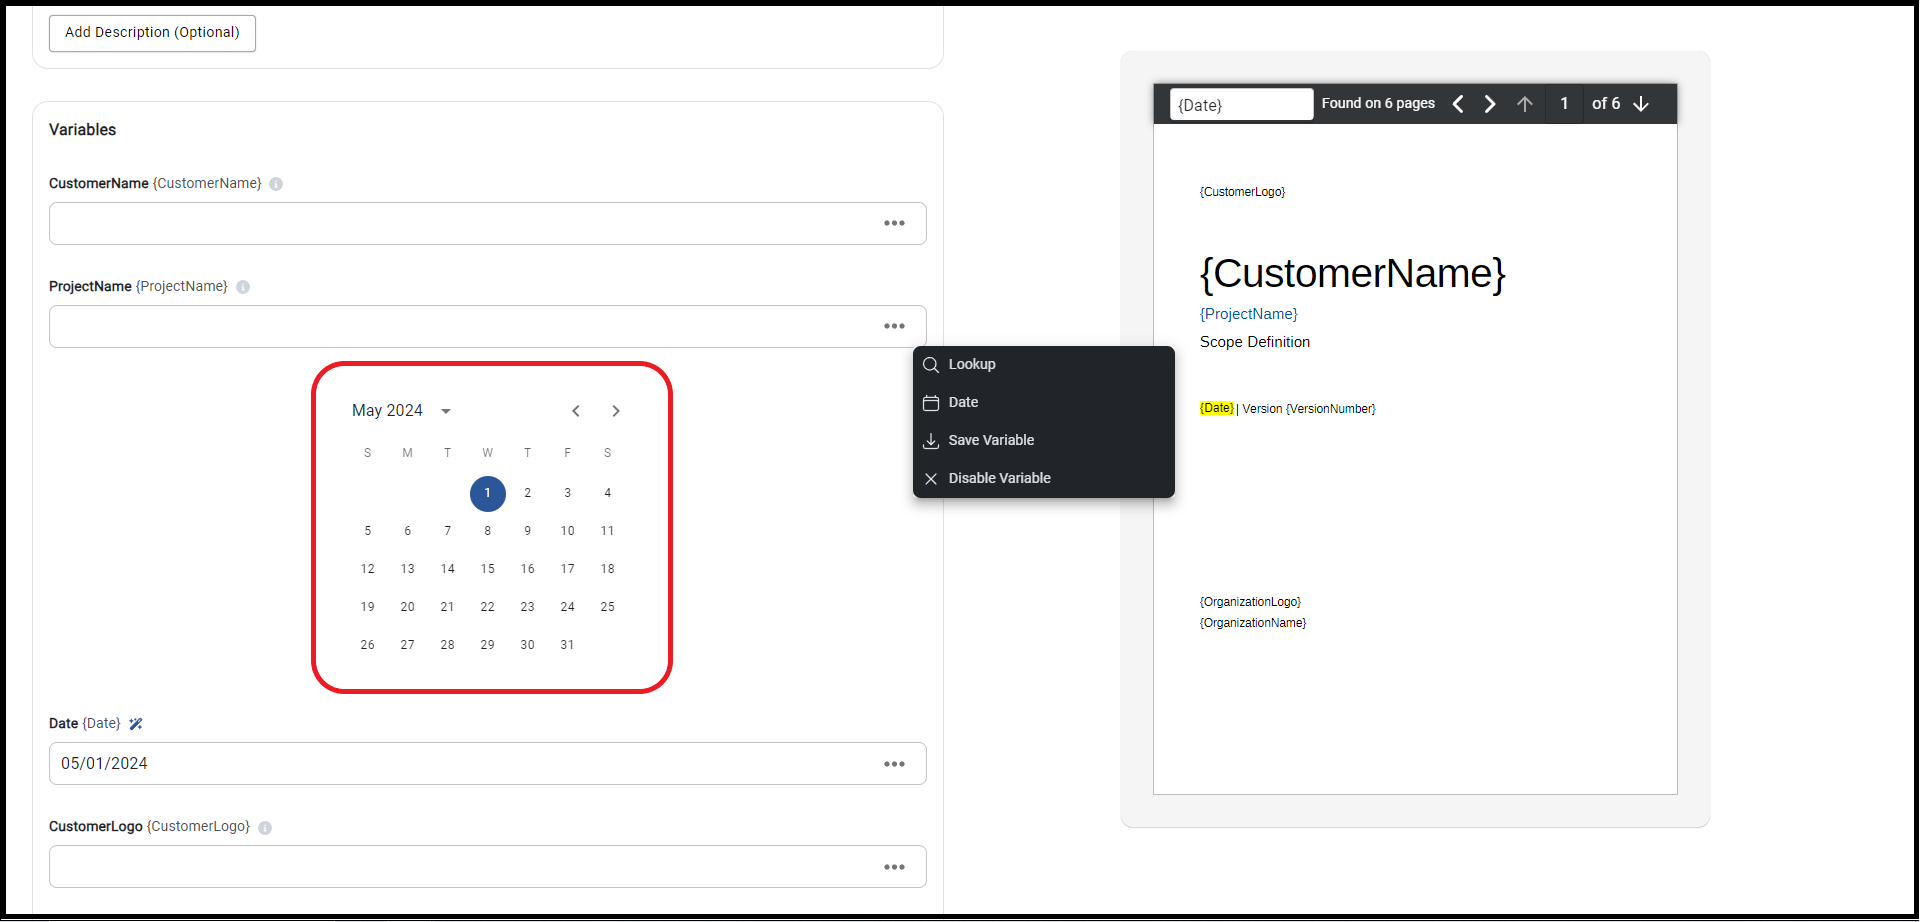 Add Description (Optional)
Variables
CustomerName {CustomerName}
ProjectName {ProjectName}
May 2024
S M T W T F S
1 2 3 4
5 6 7 8 9 10 11
12 13 14 15 16 17 18
19 20 21 22 23 24 25
26 27 28 29 30 31
Date {Date}
05/01/2024
CustomerLogo {CustomerLogo}
Lookup
Date
Save Variable
Disable Variable
{Date} Found on 6 pages 1 of 6
{CustomerLogo}
{CustomerName}
{ProjectName}
Scope Definition
{Date} | Version {VersionNumber}
{OrganizationLogo}
{OrganizationName}